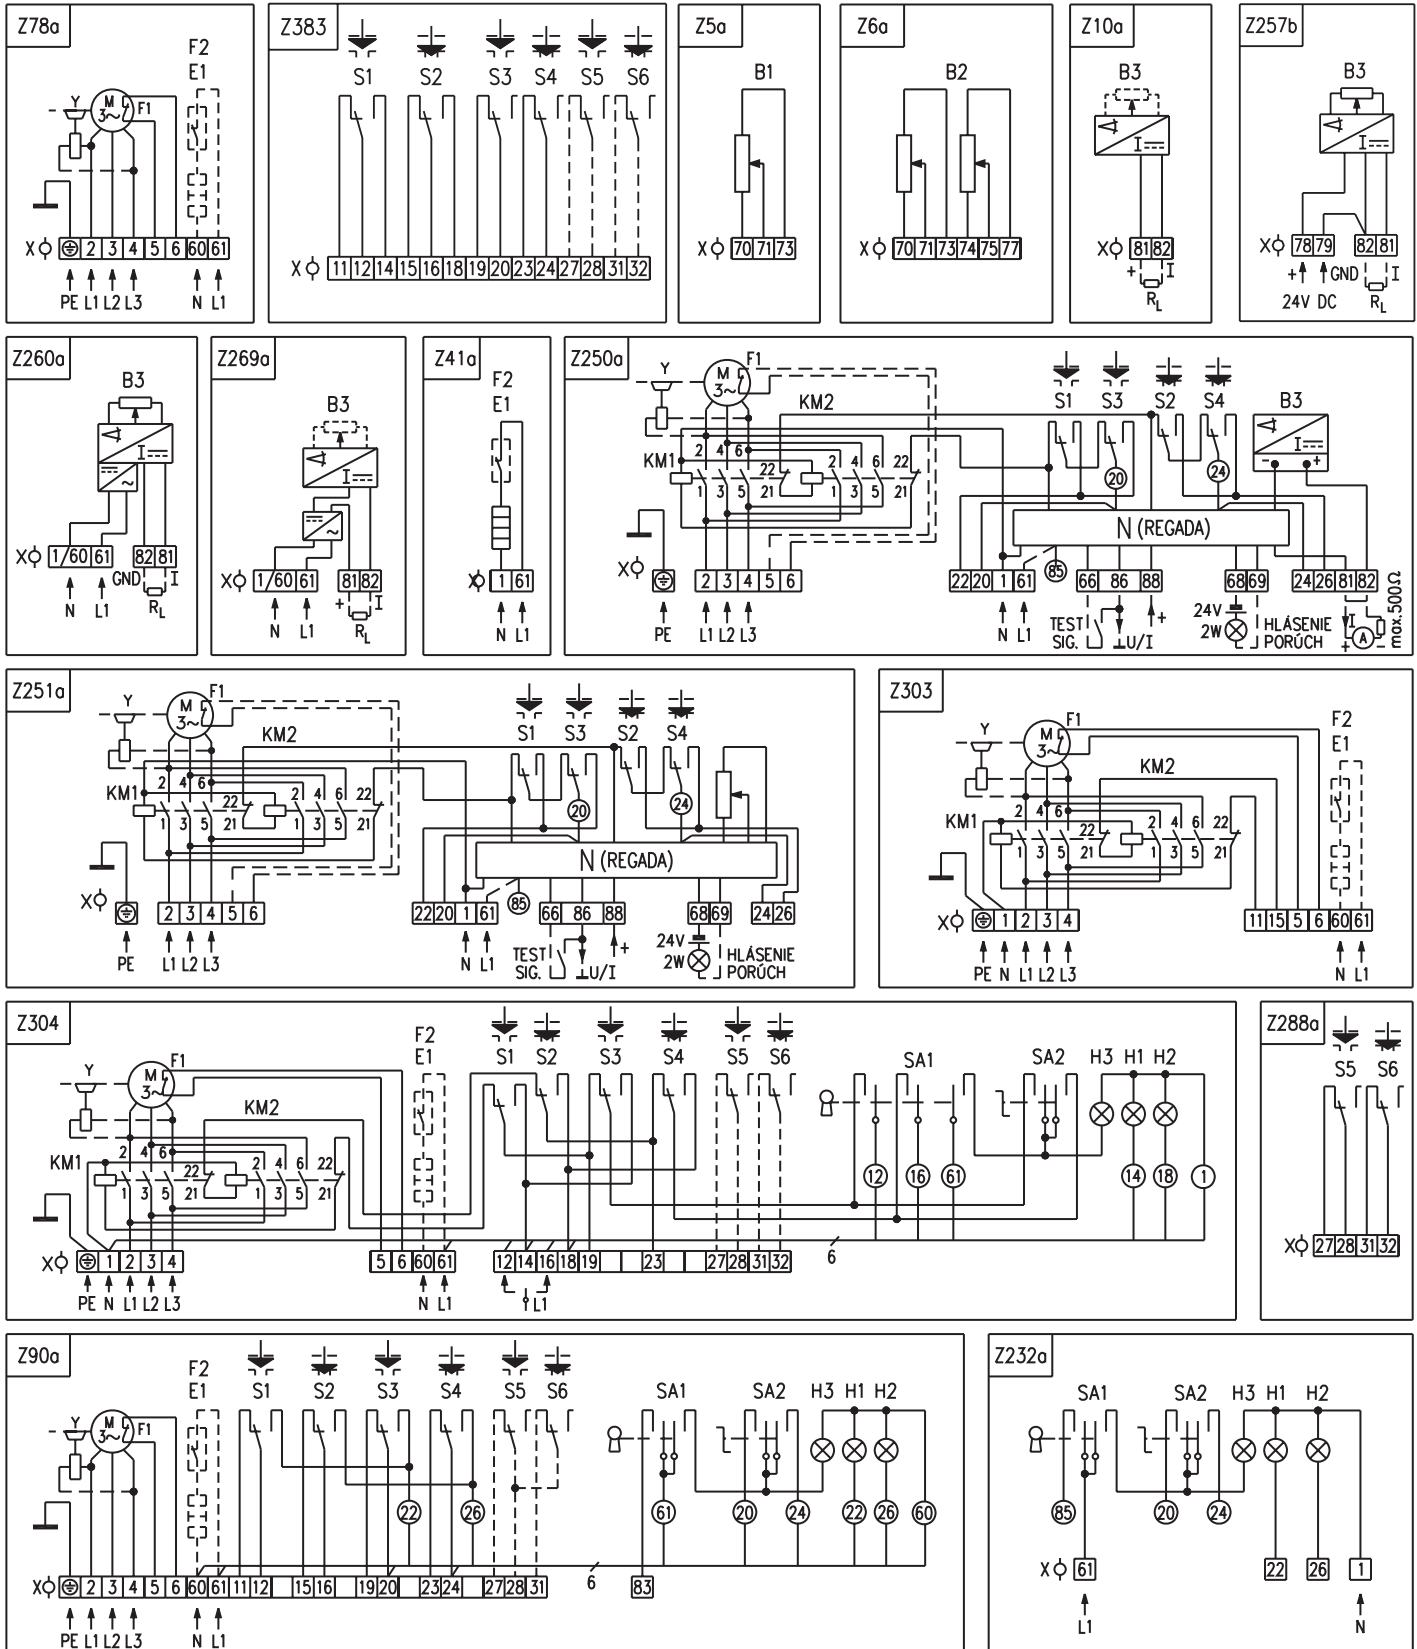 Z78a
F2
E1
Y M F1
3~
X ⏚ 2 3 4 5 6 60 61
PE L1 L2 L3 N L1
Z383
S1 S2 S3 S4 S5 S6
X 11 12 14 15 16 18 19 20 23 24 27 28 31 32
Z5a
B1
X 70 71 73
Z6a
B2
X 70 71 73 74 75 77
Z10a
B3
I
X 81 82
+ I
RL
Z257b
B3
I
X 78 79 82 81
+ GND I
24V DC RL
Z260a
B3
I
~
X 1/60 61 82 81
GND I
N L1 RL
Z269a
B3
I
~
X 1/60 61 81 82
+ I
N L1 RL
Z41a
F2
E1
X 1 61
N L1
Z250a
F1
Y M
3~
S1 S3 S2 S4 B3
KM2
I
- +
2 4 6 22 2 4 6 22
KM1
20 24
1 3 5 21 1 3 5 21
N (REGADA)
85
X ⏚ 2 3 4 5 6 22 20 1 61 66 86 88 68 69 24 26 81 82
PE L1 L2 L3 N L1
TEST
SIG.
U/I
+
24V
2W
HLÁSENIE
PORÚCH
I
A
+ -
max.500Ω
Z251a
F1
Y M
3~
S1 S3 S2 S4
KM2
2 4 6 22 2 4 6 22
KM1
20 24
1 3 5 21 1 3 5 21
N (REGADA)
85
X ⏚ 2 3 4 5 6 22 20 1 61 66 86 88 68 69 24 26
PE L1 L2 L3 N L1
TEST
SIG.
U/I
+
24V
2W
HLÁSENIE
PORÚCH
Z303
F1 F2
E1
Y M
3~
KM2
2 4 6 22 2 4 6 22
KM1
1 3 5 21 1 3 5 21
X ⏚ 1 2 3 4 11 15 5 6 60 61
PE N L1 L2 L3 N L1
Z304
F2
E1
S1 S2 S3 S4 S5 S6 SA1 SA2 H3 H1 H2
F1
Y M
3~
KM2
2 4 6 22 2 4 6 22
KM1
1 3 5 21 1 3 5 21
12 16 61 14 18 1
X ⏚ 1 2 3 4 5 6 60 61 12 14 16 18 19 23 27 28 31 32
6
PE N L1 L2 L3 N L1 L1
Z288a
S5 S6
X 27 28 31 32
Z90a
F2
E1
S1 S2 S3 S4 S5 S6 SA1 SA2 H3 H1 H2
Y M F1
3~
22 26 61 20 24 22 26 60
X ⏚ 2 3 4 5 6 60 61 11 12 15 16 19 20 23 24 27 28 31
6
83
PE L1 L2 L3 N L1
Z232a
SA1 SA2 H3 H1 H2
85 20 24
X 61 22 26 1
L1 N